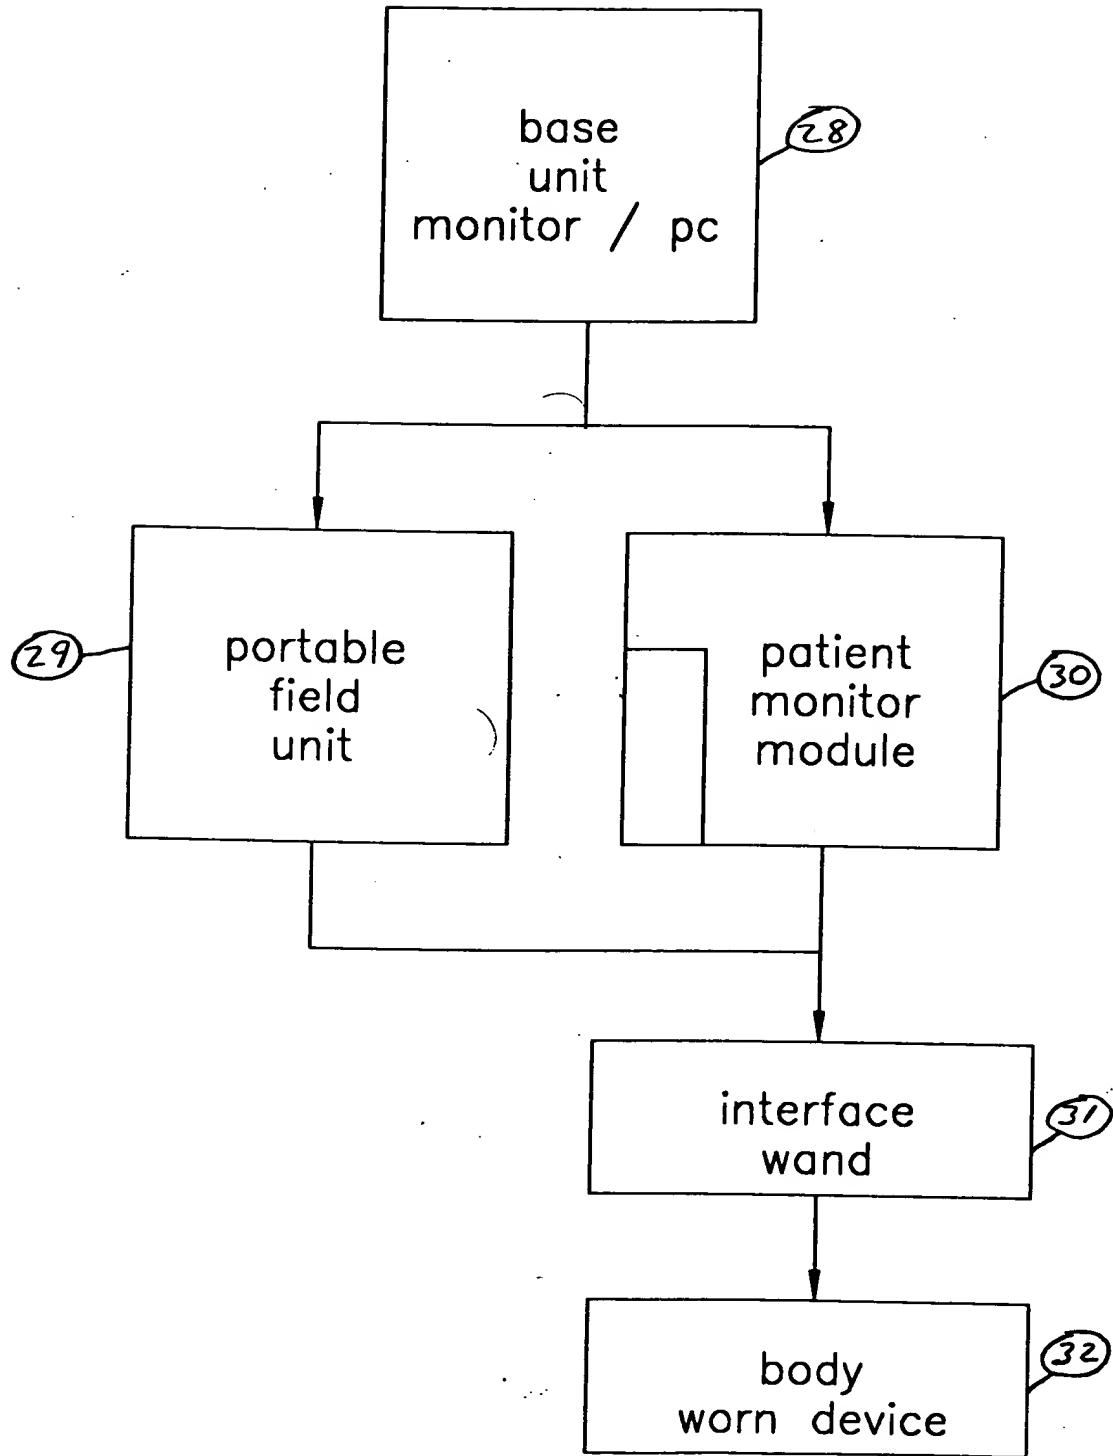 base
unit
monitor / pc
28
portable
field
unit
29
patient
monitor
module
30
interface
wand
31
body
worn device
32